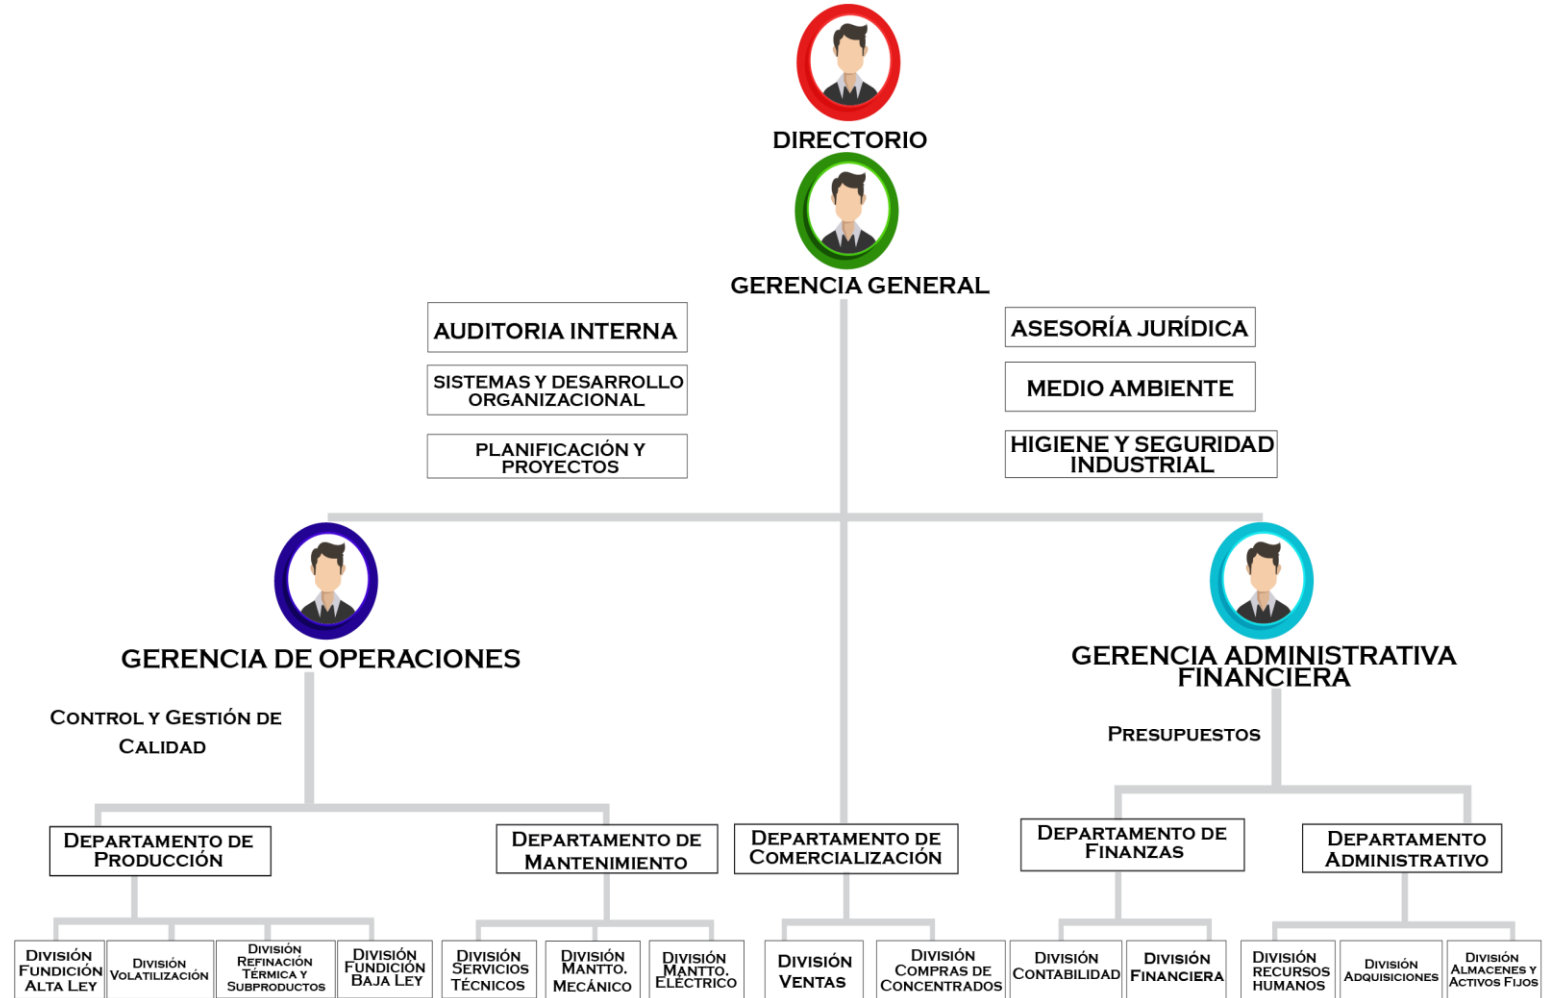 DIRECTORIO
GERENCIA GENERAL
AUDITORIA INTERNA
SISTEMAS Y DESARROLLO
ORGANIZACIONAL
PLANIFICACIÓN Y
PROYECTOS
ASESORÍA JURÍDICA
MEDIO AMBIENTE
HIGIENE Y SEGURIDAD
INDUSTRIAL
GERENCIA DE OPERACIONES
GERENCIA ADMINISTRATIVA
FINANCIERA
CONTROL Y GESTIÓN DE
CALIDAD
PRESUPUESTOS
DEPARTAMENTO DE
PRODUCCIÓN
DEPARTAMENTO DE
MANTENIMIENTO
DEPARTAMENTO DE
COMERCIALIZACIÓN
DEPARTAMENTO DE
FINANZAS
DEPARTAMENTO
ADMINISTRATIVO
DIVISIÓN
FUNDICIÓN
ALTA LEY
DIVISIÓN
VOLATILIZACIÓN
DIVISIÓN
REFINACIÓN
TÉRMICA Y
SUBPRODUCTOS
DIVISIÓN
FUNDICIÓN
BAJA LEY
DIVISIÓN
SERVICIOS
TÉCNICOS
DIVISIÓN
MANTTO.
MECÁNICO
DIVISIÓN
MANTTO.
ELÉCTRICO
DIVISIÓN
VENTAS
DIVISIÓN
COMPRAS DE
CONCENTRADOS
DIVISIÓN
CONTABILIDAD
DIVISIÓN
FINANCIERA
DIVISIÓN
RECURSOS
HUMANOS
DIVISIÓN
ADQUISICIONES
DIVISIÓN
ALMACENES Y
ACTIVOS FIJOS